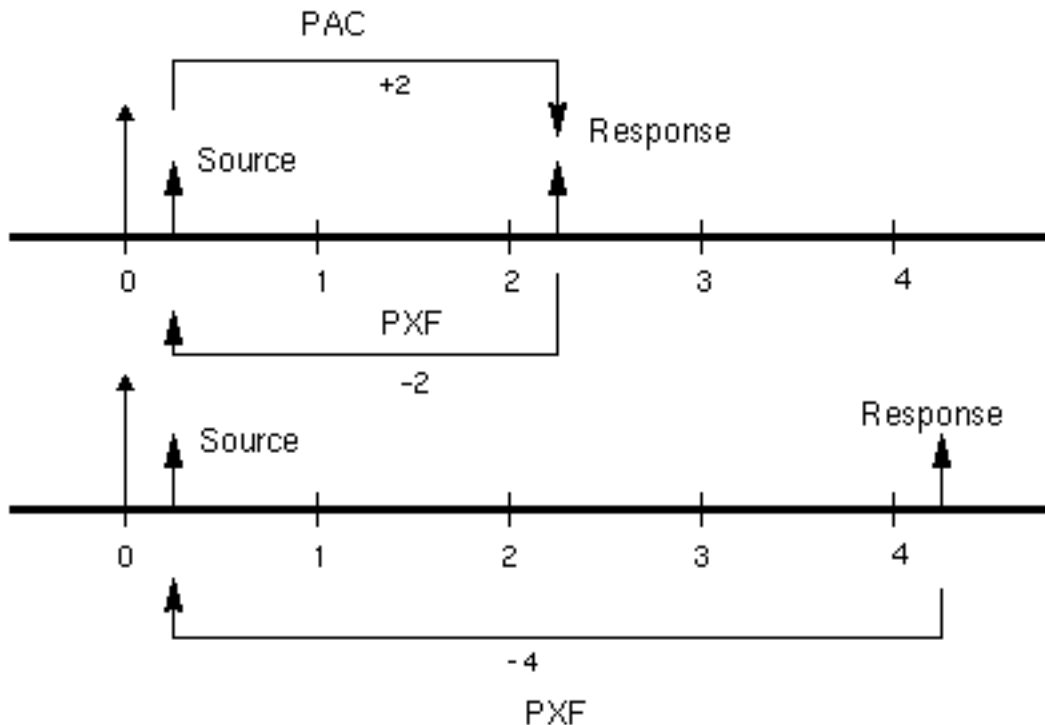 PAC
+2
Response
Source
0 1 2 3 4
PXF
-2
Response
Source
0 1 2 3 4
-4
PXF